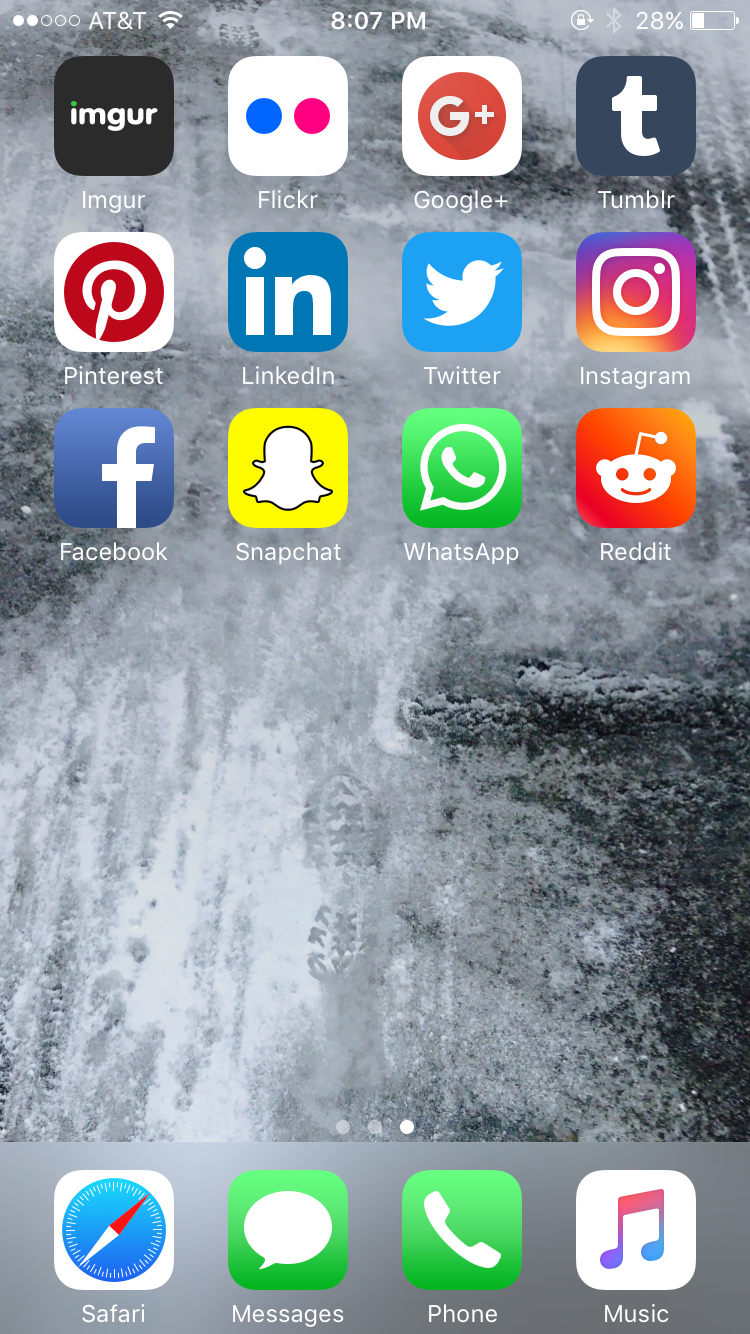 AT&T 8:07 PM 28%
imgur G+ t
Imgur Flickr Google+ Tumblr
P in
Pinterest LinkedIn Twitter Instagram
f
Facebook Snapchat WhatsApp Reddit
Safari Messages Phone Music